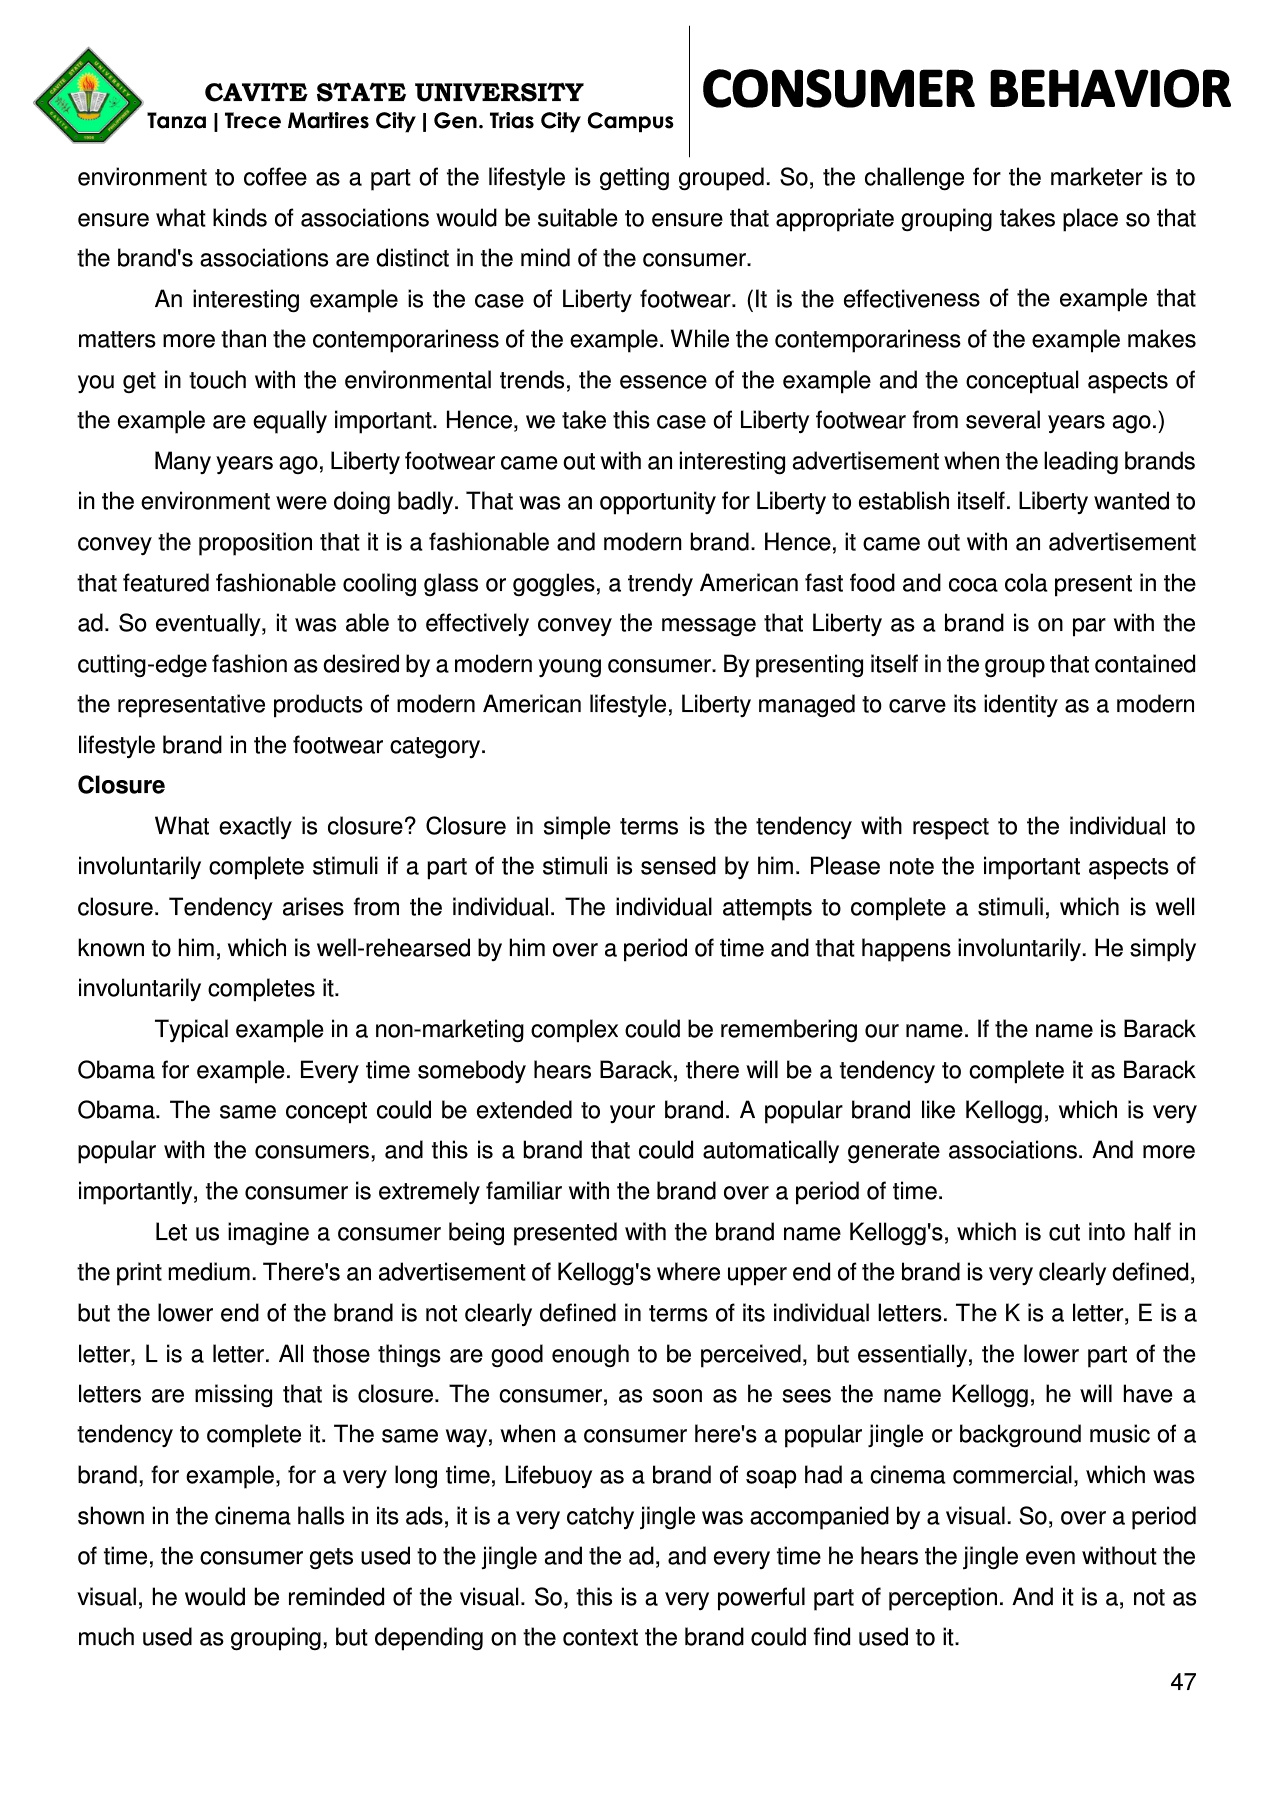 CAVITE STATE UNIVERSITY
Tanza | Trece Martires City | Gen. Trias City Campus
CONSUMER BEHAVIOR
environment to coffee as a part of the lifestyle is getting grouped. So, the challenge for the marketer is to
ensure what kinds of associations would be suitable to ensure that appropriate grouping takes place so that
the brand's associations are distinct in the mind of the consumer.
An interesting example is the case of Liberty footwear. (It is the effectiveness of the example that
matters more than the contemporariness of the example. While the contemporariness of the example makes
you get in touch with the environmental trends, the essence of the example and the conceptual aspects of
the example are equally important. Hence, we take this case of Liberty footwear from several years ago.)
Many years ago, Liberty footwear came out with an interesting advertisement when the leading brands
in the environment were doing badly. That was an opportunity for Liberty to establish itself. Liberty wanted to
convey the proposition that it is a fashionable and modern brand. Hence, it came out with an advertisement
that featured fashionable cooling glass or goggles, a trendy American fast food and coca cola present in the
ad. So eventually, it was able to effectively convey the message that Liberty as a brand is on par with the
cutting-edge fashion as desired by a modern young consumer. By presenting itself in the group that contained
the representative products of modern American lifestyle, Liberty managed to carve its identity as a modern
lifestyle brand in the footwear category.
Closure
What exactly is closure? Closure in simple terms is the tendency with respect to the individual to
involuntarily complete stimuli if a part of the stimuli is sensed by him. Please note the important aspects of
closure. Tendency arises from the individual. The individual attempts to complete a stimuli, which is well
known to him, which is well-rehearsed by him over a period of time and that happens involuntarily. He simply
involuntarily completes it.
Typical example in a non-marketing complex could be remembering our name. If the name is Barack
Obama for example. Every time somebody hears Barack, there will be a tendency to complete it as Barack
Obama. The same concept could be extended to your brand. A popular brand like Kellogg, which is very
popular with the consumers, and this is a brand that could automatically generate associations. And more
importantly, the consumer is extremely familiar with the brand over a period of time.
Let us imagine a consumer being presented with the brand name Kellogg's, which is cut into half in
the print medium. There's an advertisement of Kellogg's where upper end of the brand is very clearly defined,
but the lower end of the brand is not clearly defined in terms of its individual letters. The K is a letter, E is a
letter, L is a letter. All those things are good enough to be perceived, but essentially, the lower part of the
letters are missing that is closure. The consumer, as soon as he sees the name Kellogg, he will have a
tendency to complete it. The same way, when a consumer here's a popular jingle or background music of a
brand, for example, for a very long time, Lifebuoy as a brand of soap had a cinema commercial, which was
shown in the cinema halls in its ads, it is a very catchy jingle was accompanied by a visual. So, over a period
of time, the consumer gets used to the jingle and the ad, and every time he hears the jingle even without the
visual, he would be reminded of the visual. So, this is a very powerful part of perception. And it is a, not as
much used as grouping, but depending on the context the brand could find used to it.
47